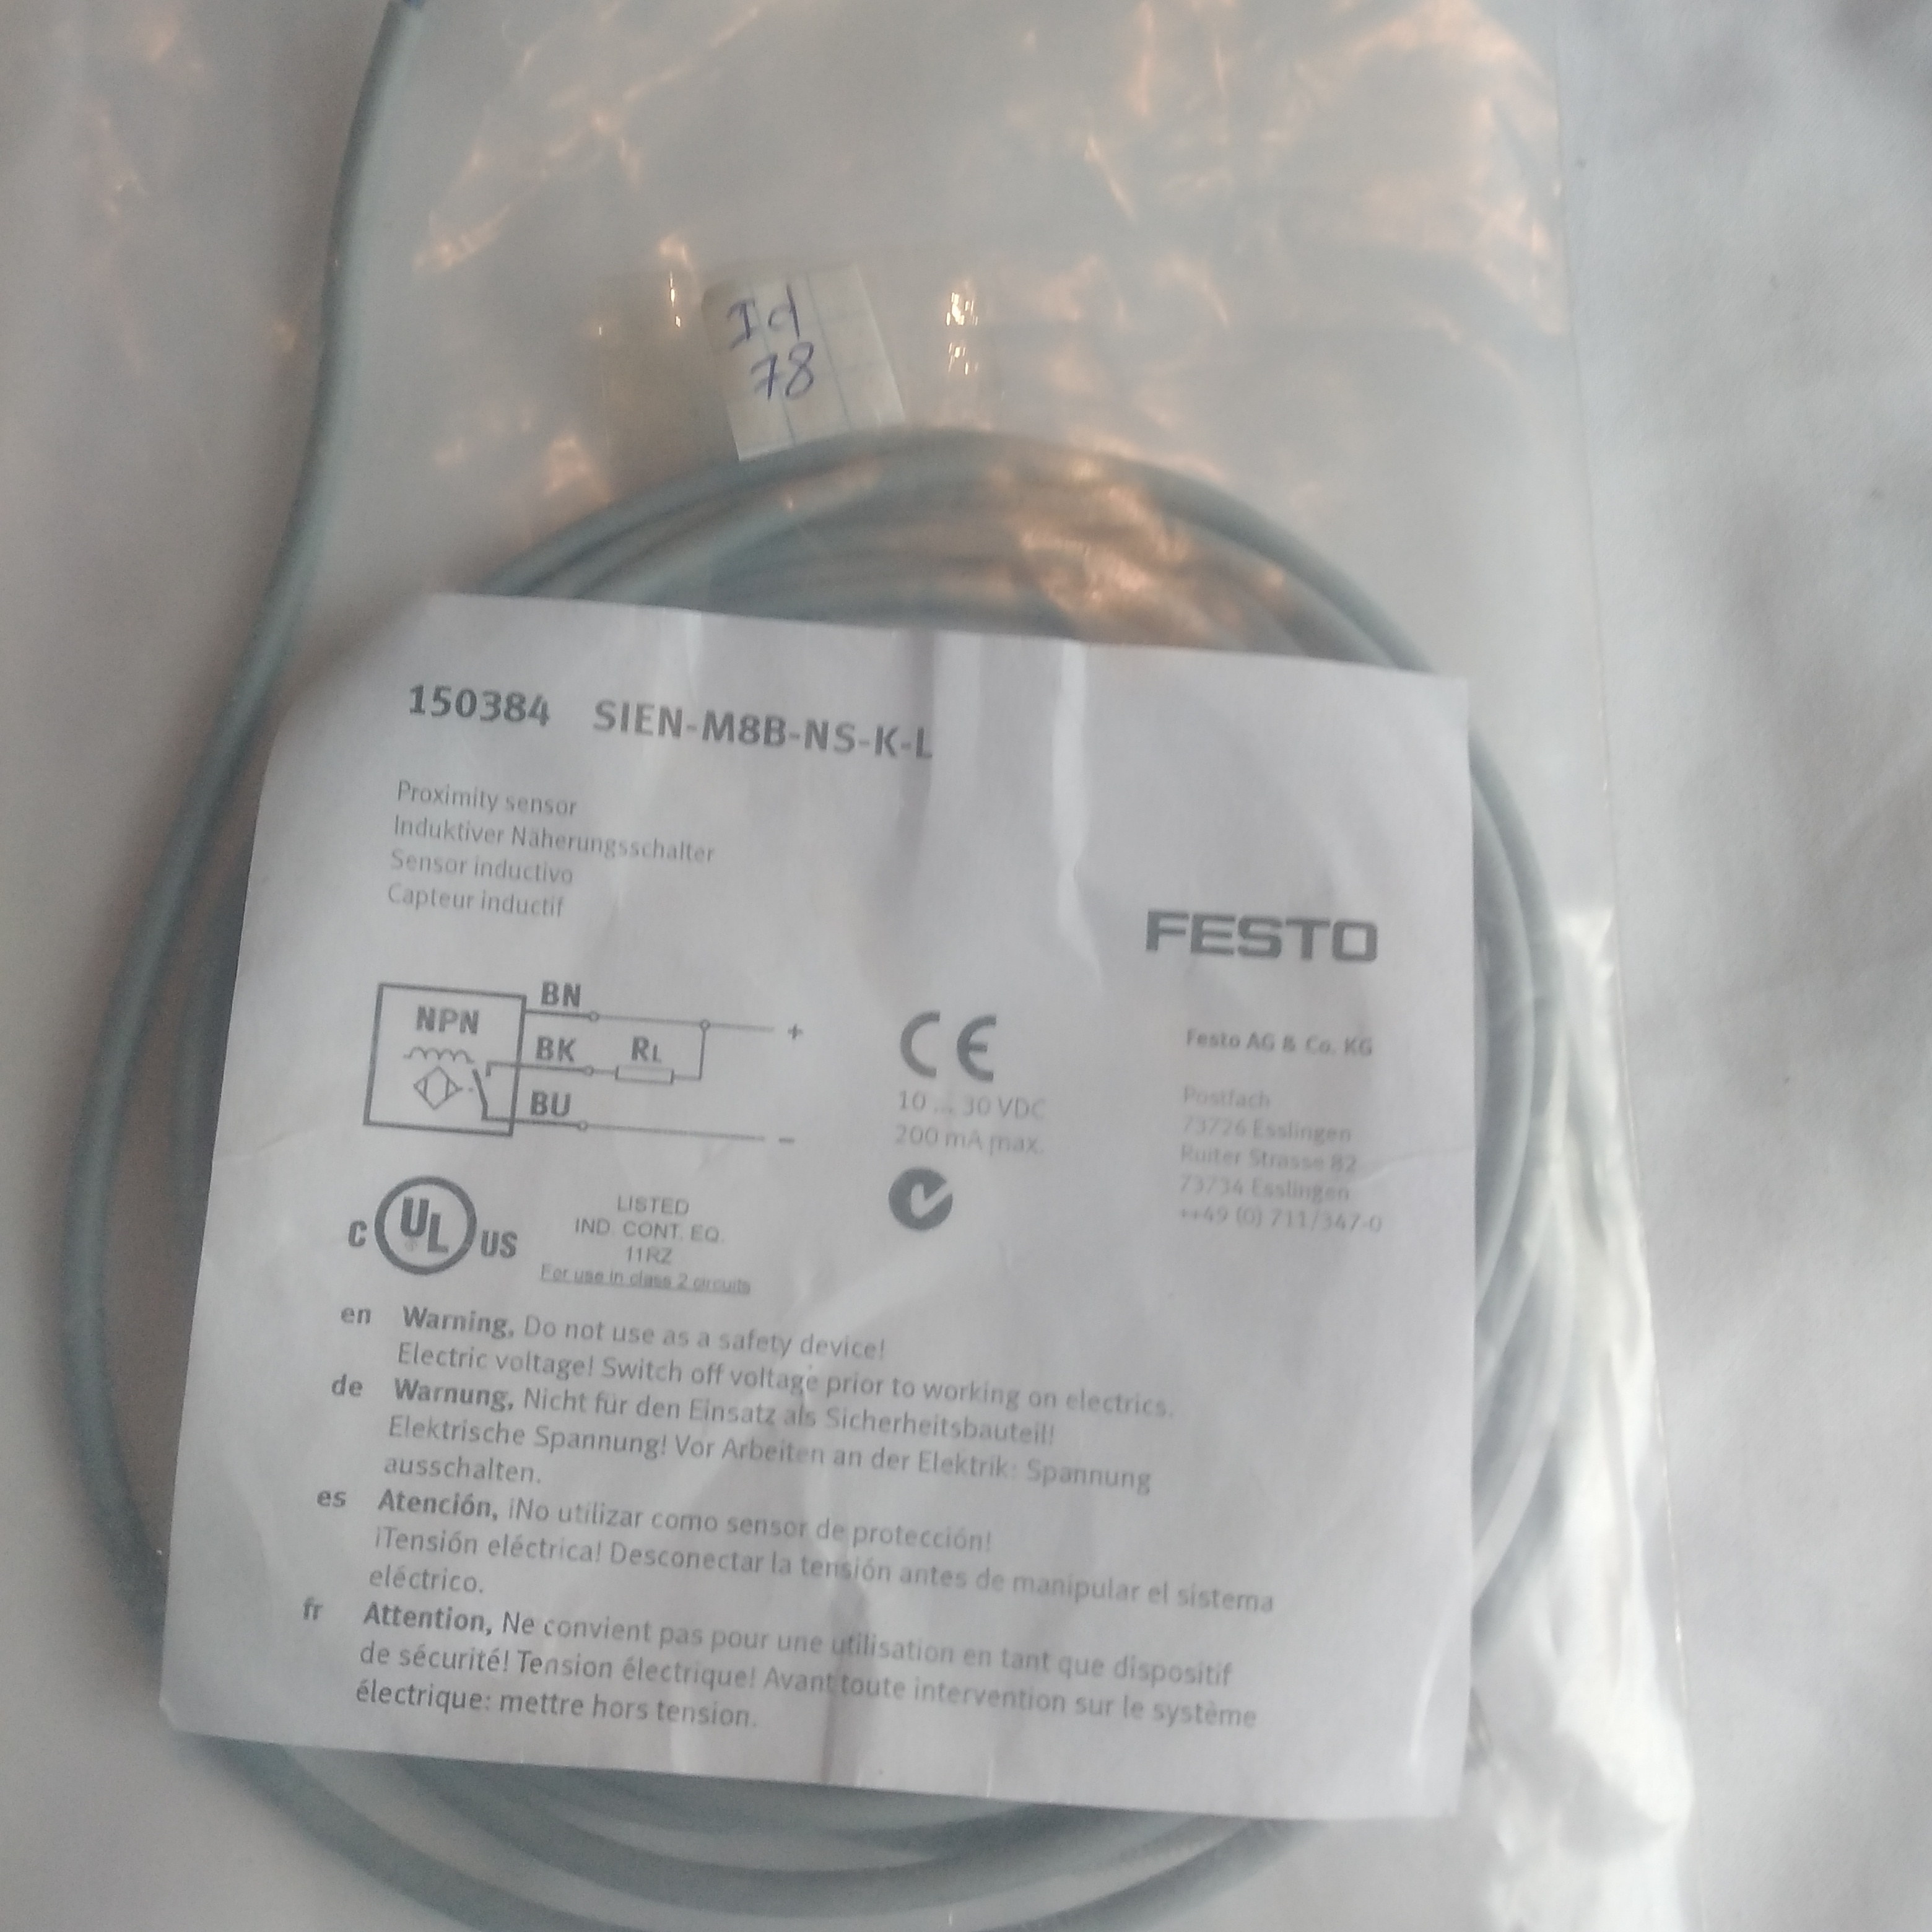 Id
78
150384 SIEN-M8B-NS-K-L
Proximity sensor
Induktiver Näherungsschalter
Sensor inductivo
Capteur inductif
FESTO
NPN
BN
+
BK
RL
BU
-
CE
10 ... 30 VDC
200 mA max.
Festo AG & Co. KG
Postfach
73726 Esslingen
Ruiter Strasse 82
73734 Esslingen
++49 (0) 711/347-0
C UL US
LISTED
IND. CONT. EQ.
11RZ
For use in class 2 circuits
en Warning, Do not use as a safety device!
Electric voltage! Switch off voltage prior to working on electrics.
de Warnung, Nicht für den Einsatz als Sicherheitsbauteil!
Elektrische Spannung! Vor Arbeiten an der Elektrik: Spannung
ausschalten.
es Atención, ¡No utilizar como sensor de protección!
¡Tensión eléctrica! Desconectar la tensión antes de manipular el sistema
eléctrico.
fr Attention, Ne convient pas pour une utilisation en tant que dispositif
de sécurité! Tension électrique! Avant toute intervention sur le système
électrique: mettre hors tension.